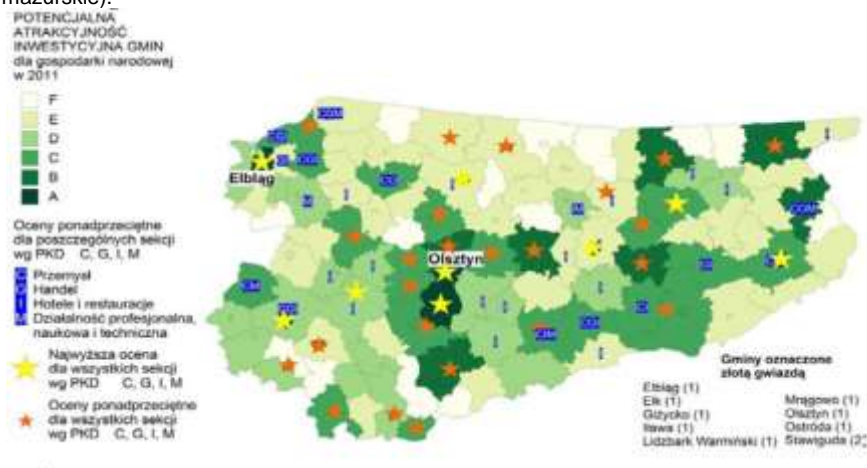 mazurskie).
POTENCJALNA
ATRAKCYJNOŚĆ
INWESTYCYJNA GMIN
dla gospodarki narodowej
w 2011
F
E
D
C
B
A
Oceny ponadprzeciętne
dla poszczególnych sekcji
wg PKD C, G, I, M
C Przemysł
G Handel
I Hotele i restauracje
M Działalność profesjonalna,
naukowa i techniczna
Najwyższa ocena
dla wszystkich sekcji
wg PKD C, G, I, M
Oceny ponadprzeciętne
dla wszystkich sekcji
wg PKD C, G, I, M
Elbląg
Olsztyn
Gminy oznaczone
złotą gwiazdą
Elbląg (1)
Ełk (1)
Giżycko (1)
Iława (1)
Lidzbark Warmiński (1)
Mrągowo (1)
Olsztyn (1)
Ostróda (1)
Stawiguda (2)